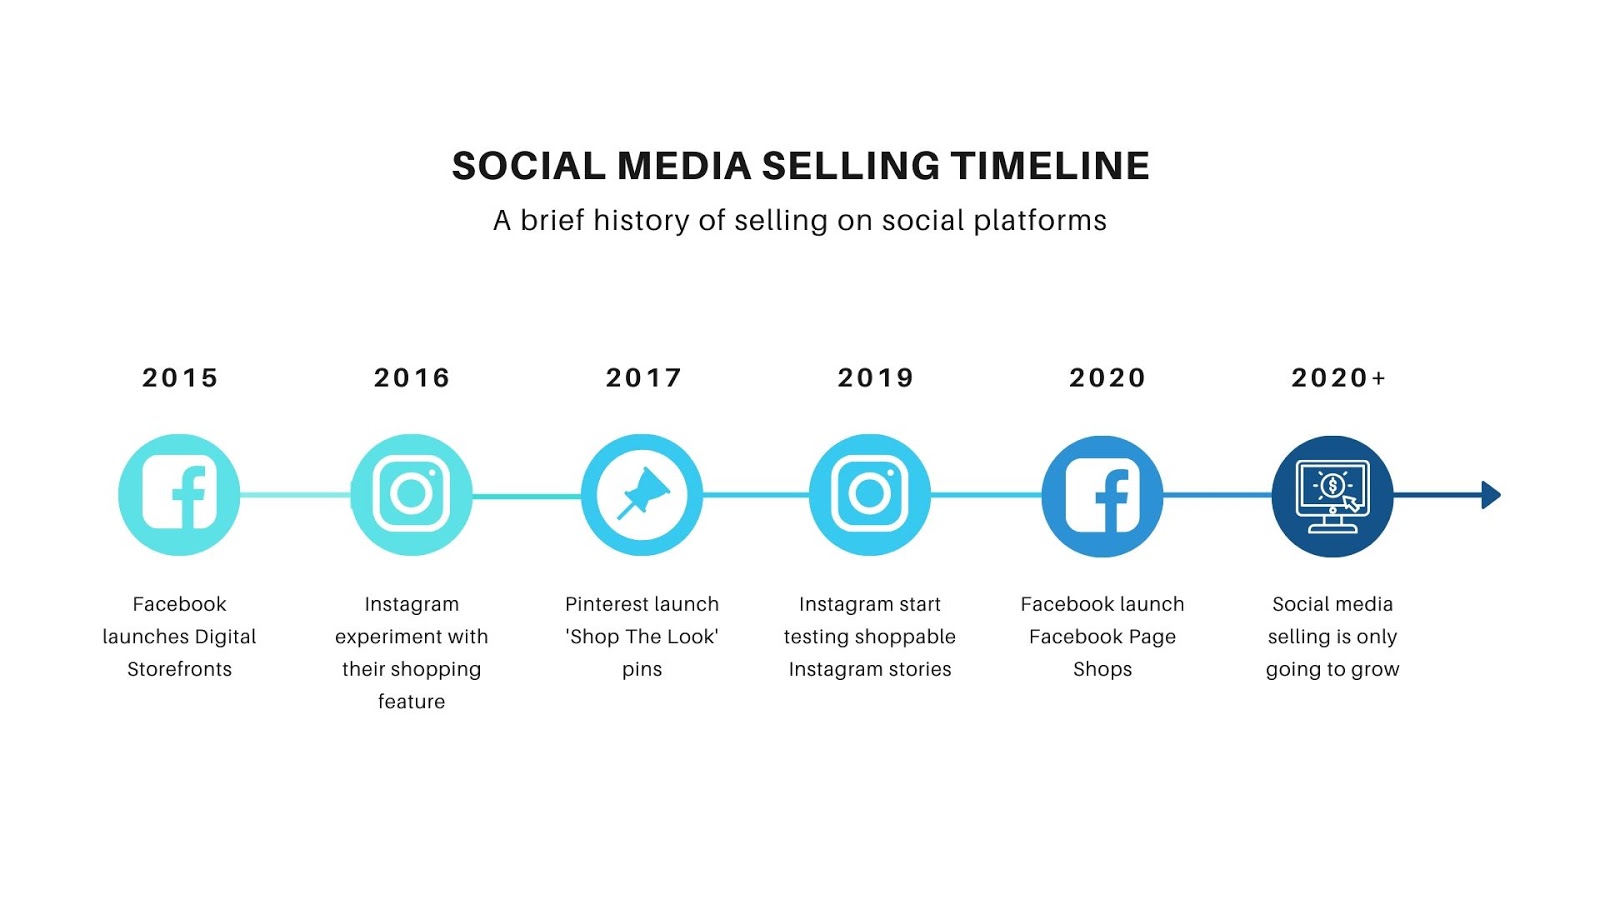 SOCIAL MEDIA SELLING TIMELINE
A brief history of selling on social platforms
2015
Facebook
launches Digital
Storefronts
2016
Instagram
experiment with
their shopping
feature
2017
Pinterest launch
'Shop The Look'
pins
2019
Instagram start
testing shoppable
Instagram stories
2020
Facebook launch
Facebook Page
Shops
2020+
$
Social media
selling is only
going to grow